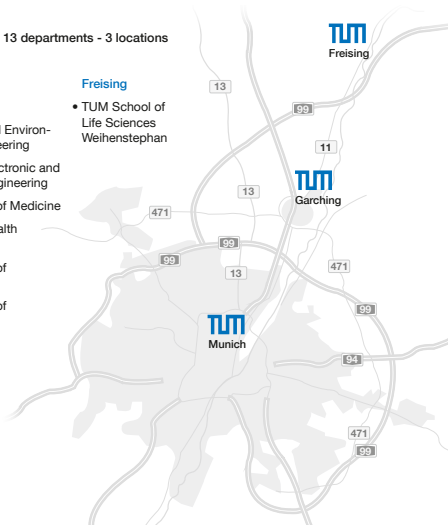 13 departments - 3 locations
Freising
• TUM School of
Life Sciences
Weihenstephan
Environ-
eering
ctronic and
gineering
of Medicine
alth
of
of
TUM
Freising
13
99
11
TUM
Garching
13
471
99
99
13
471
99
TUM
Munich
94
471
99